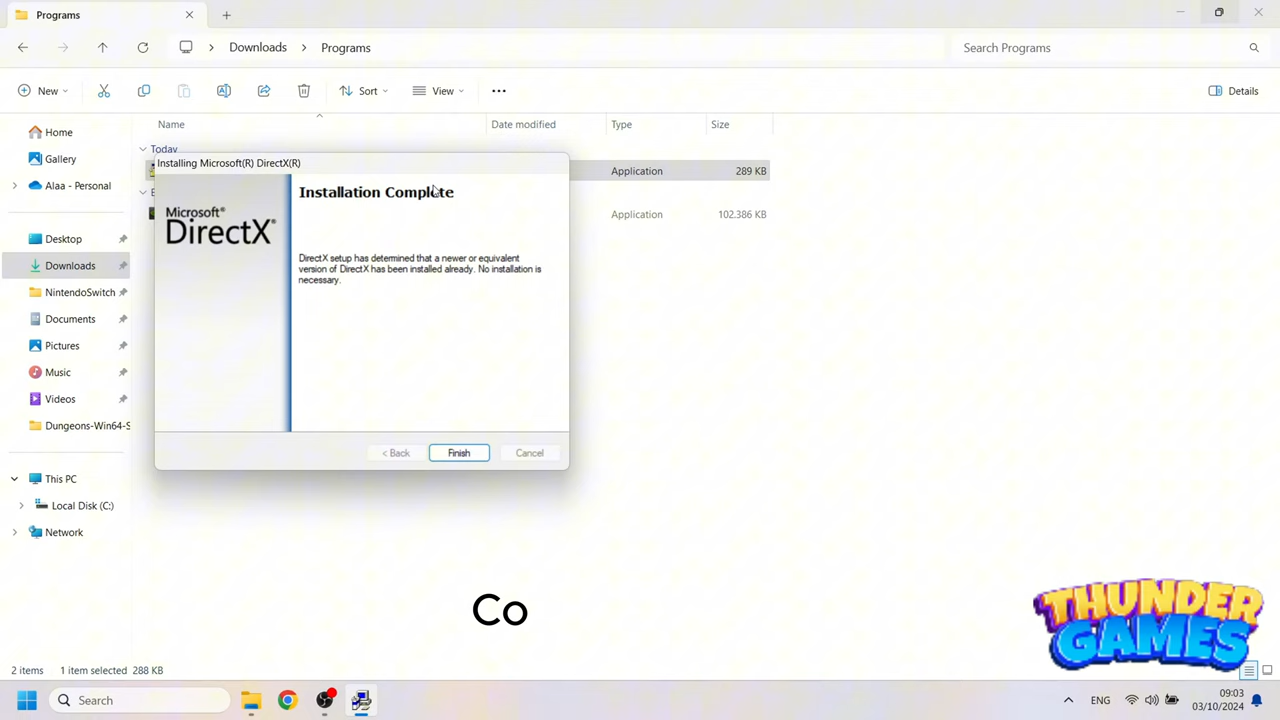 Programs
Downloads
Programs
Search Programs
New
Sort
View
Details
Name
Date modified
Type
Size
Home
Gallery
Alaa - Personal
Desktop
Downloads
NintendoSwitch
Documents
Pictures
Music
Videos
Dungeons-Win64-S
This PC
Local Disk (C:)
Network
Today
Application
289 KB
Application
102.386 KB
Installing Microsoft(R) DirectX(R)
Microsoft®
DirectX®
Installation Complete
DirectX setup has determined that a newer or equivalent
version of DirectX has been installed already. No installation is
necessary.
< Back
Finish
Cancel
Co
THUNDER
GAMES
2 items
1 item selected 288 KB
Search
ENG
09:03
03/10/2024